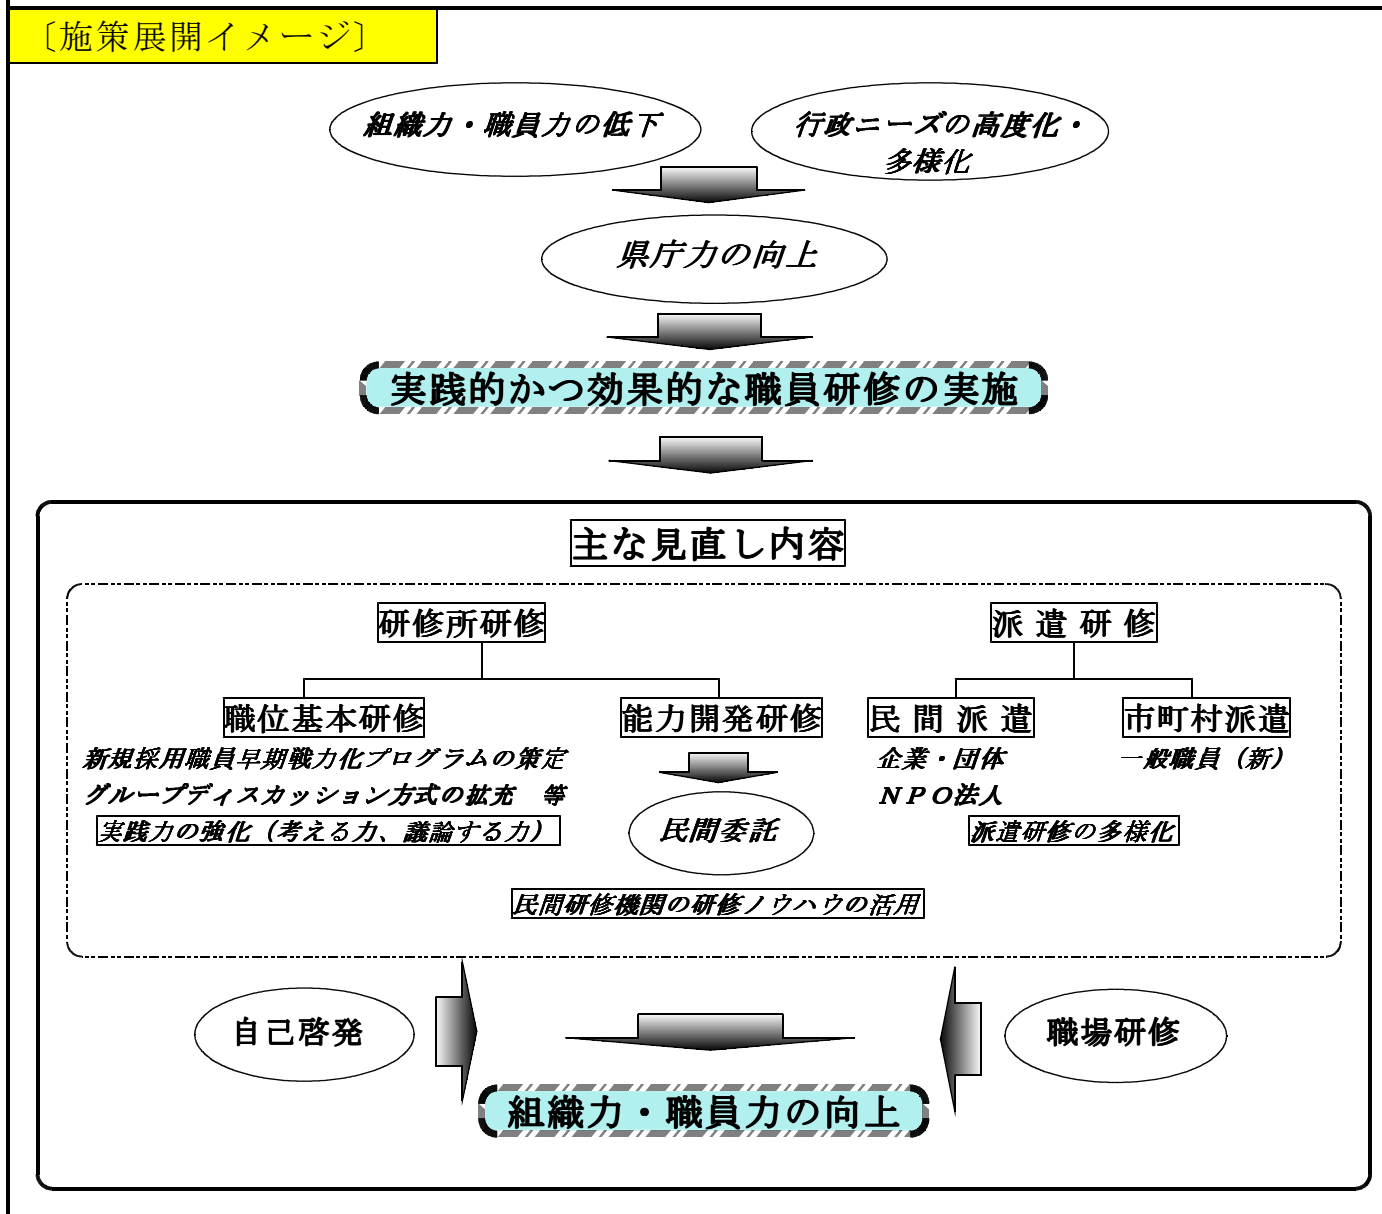 〔施策展開イメージ〕
組織力・職員力の低下
行政ニーズの高度化・
多様化
県庁力の向上
実践的かつ効果的な職員研修の実施
主な見直し内容
研修所研修
派 遣 研 修
職位基本研修
能力開発研修
民 間 派 遣
市町村派遣
新規採用職員早期戦力化プログラムの策定
グループディスカッション方式の拡充　等
実践力の強化（考える力、議論する力）
民間委託
企業・団体
ＮＰＯ法人
一般職員（新）
派遣研修の多様化
民間研修機関の研修ノウハウの活用
自己啓発
職場研修
組織力・職員力の向上